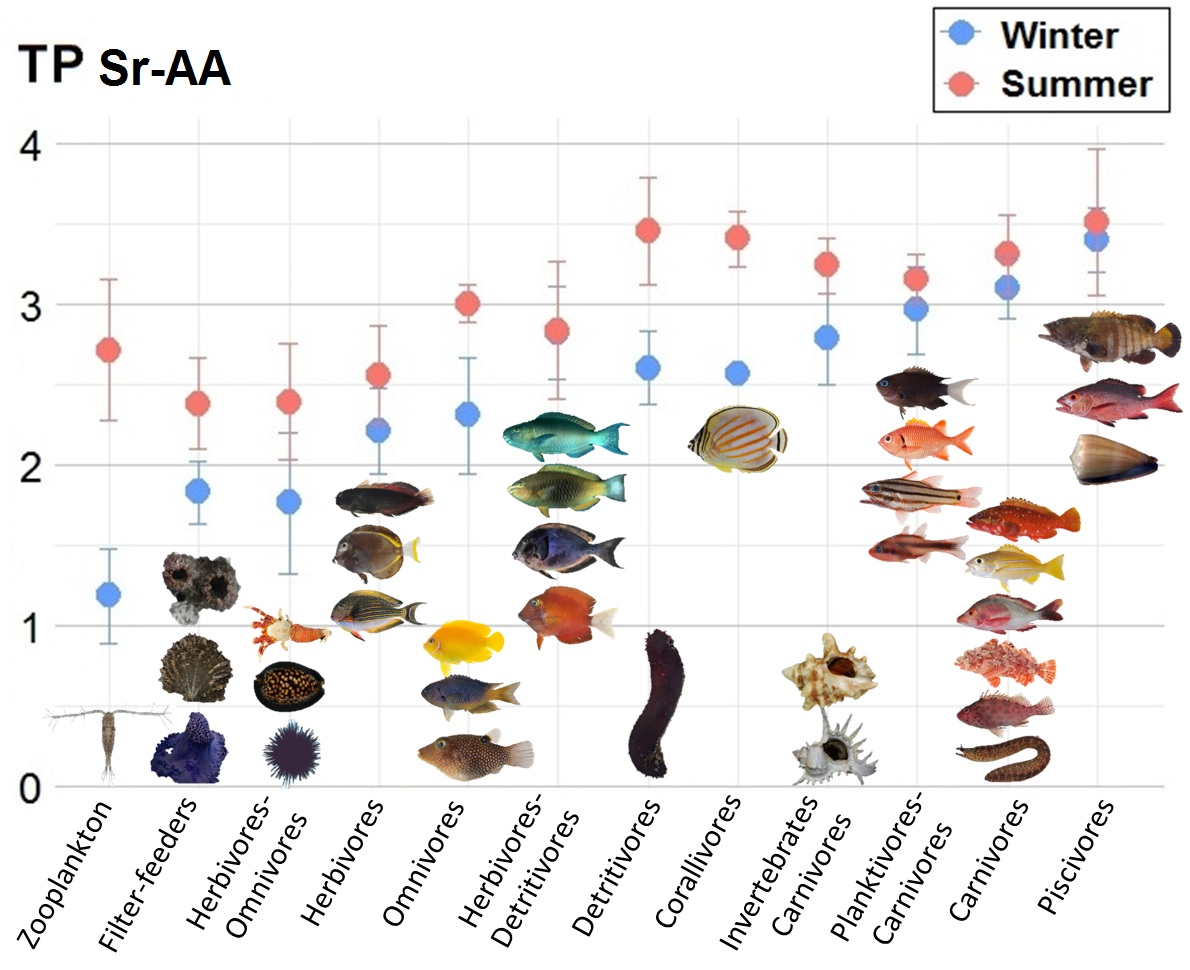 TP Sr-AA
Winter
Summer
4
3
2
1
0
Zooplankton
Filter-feeders
Herbivores-
Omnivores
Herbivores
Omnivores
Herbivores-
Detritivores
Detritivores
Corallivores
Invertebrates
Carnivores
Planktivores-
Carnivores
Carnivores
Piscivores